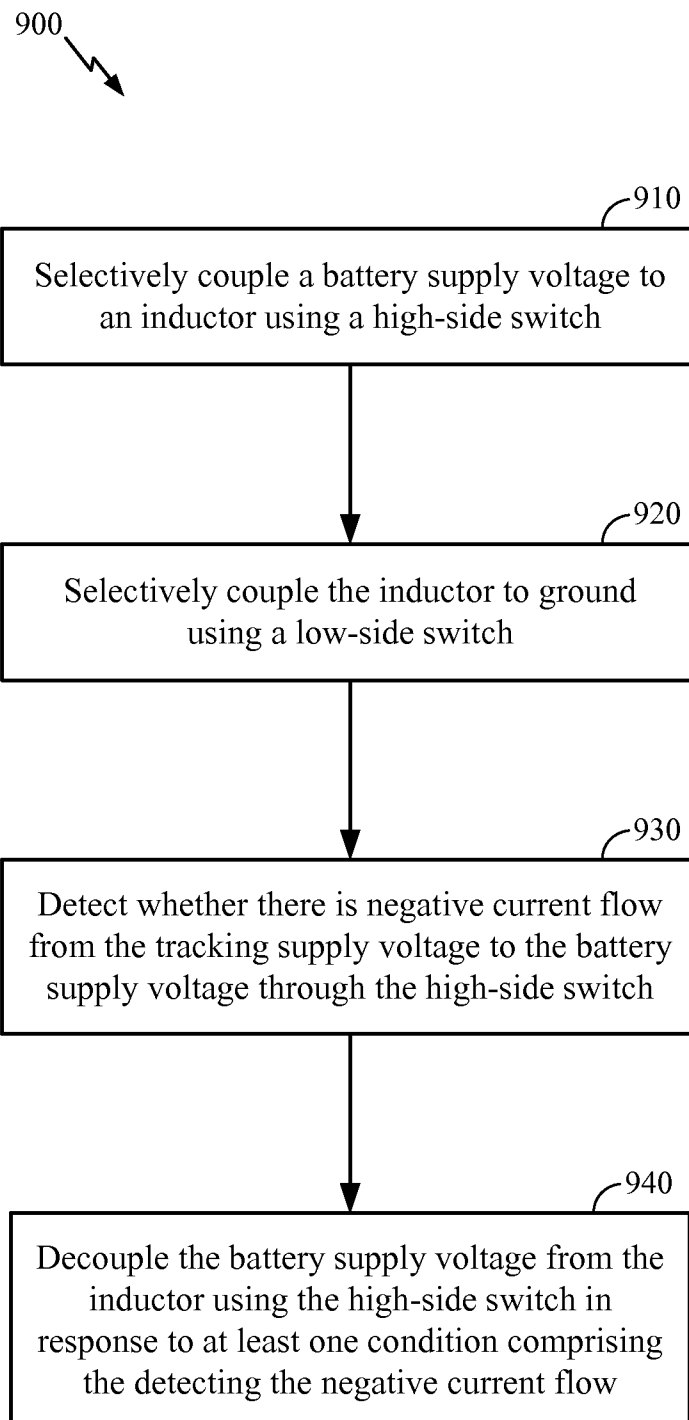 900
910
Selectively couple a battery supply voltage to
an inductor using a high-side switch
920
Selectively couple the inductor to ground
using a low-side switch
930
Detect whether there is negative current flow
from the tracking supply voltage to the battery
supply voltage through the high-side switch
940
Decouple the battery supply voltage from the
inductor using the high-side switch in
response to at least one condition comprising
the detecting the negative current flow